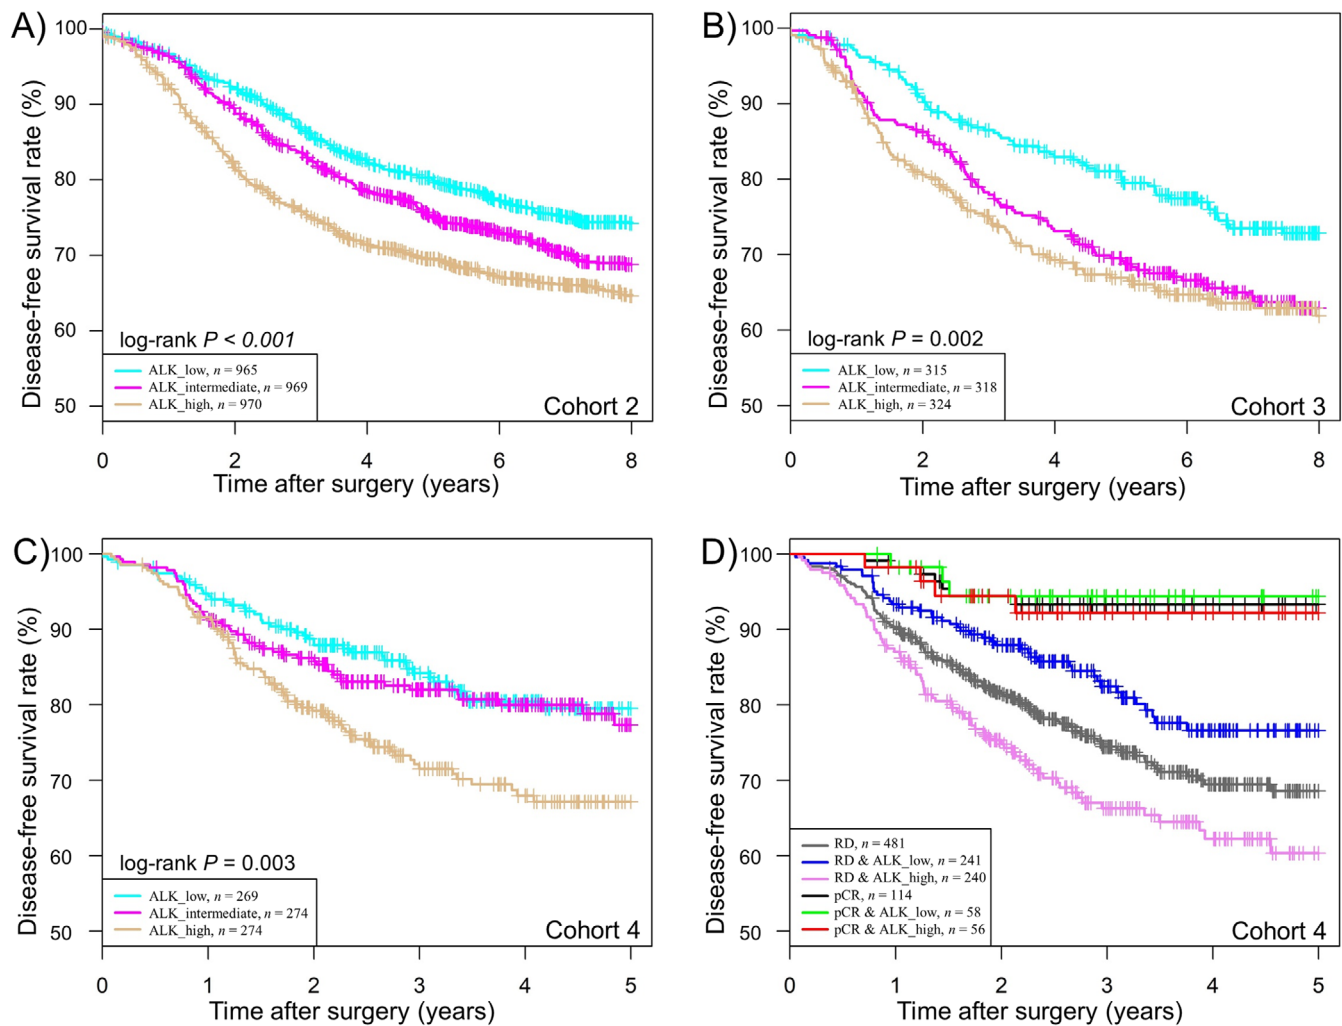 A)
Disease-free survival rate (%)
100
90
80
70
60
50
log-rank P < 0.001
ALK_low, n = 965
ALK_intermediate, n = 969
ALK_high, n = 970
Cohort 2
0 2 4 6 8
Time after surgery (years)
B)
Disease-free survival rate (%)
100
90
80
70
60
50
log-rank P = 0.002
ALK_low, n = 315
ALK_intermediate, n = 318
ALK_high, n = 324
Cohort 3
0 2 4 6 8
Time after surgery (years)
C)
Disease-free survival rate (%)
100
90
80
70
60
50
log-rank P = 0.003
ALK_low, n = 269
ALK_intermediate, n = 274
ALK_high, n = 274
Cohort 4
0 1 2 3 4 5
Time after surgery (years)
D)
Disease-free survival rate (%)
100
90
80
70
60
50
RD, n = 481
RD & ALK_low, n = 241
RD & ALK_high, n = 240
pCR, n = 114
pCR & ALK_low, n = 58
pCR & ALK_high, n = 56
Cohort 4
0 1 2 3 4 5
Time after surgery (years)